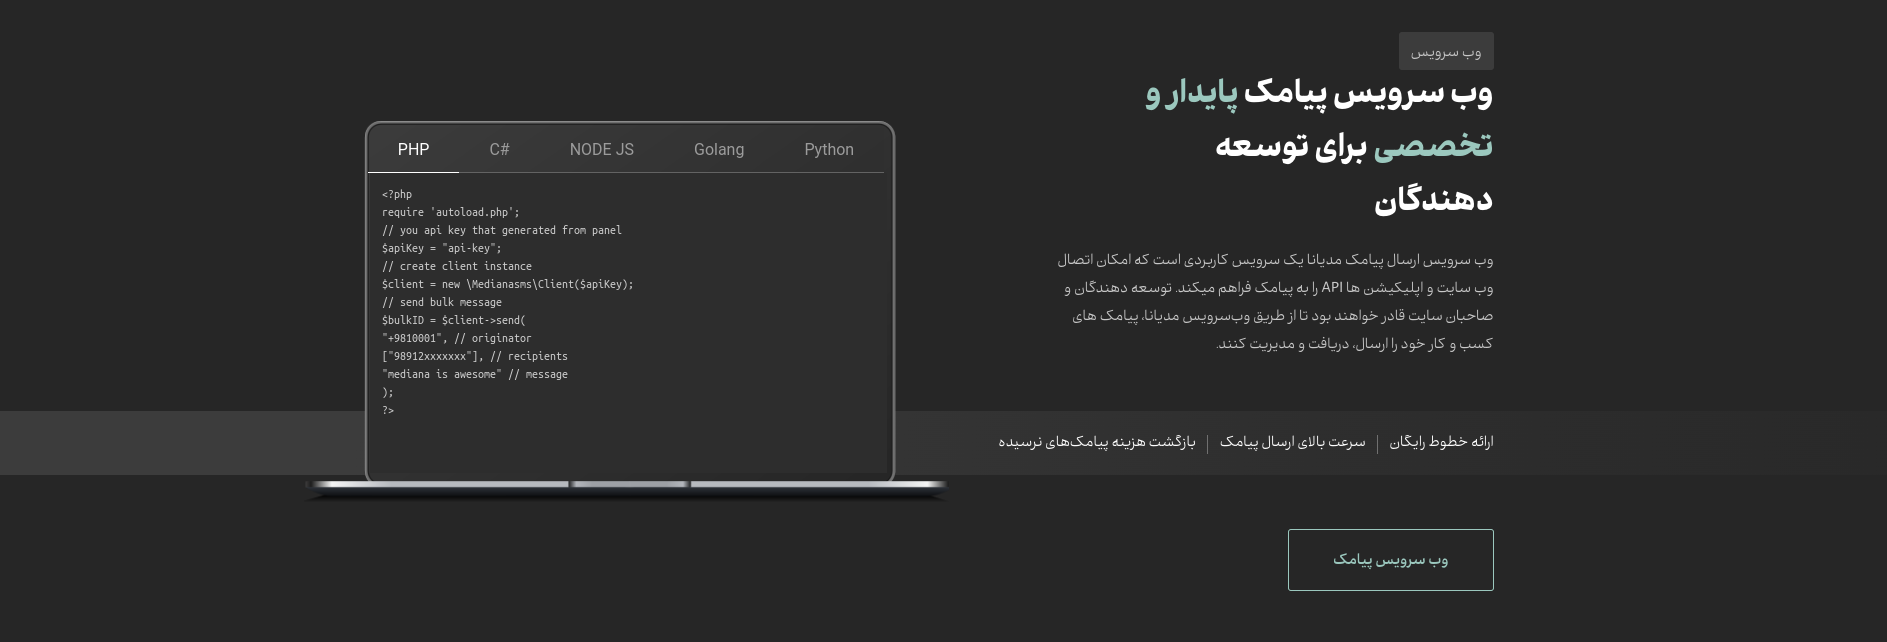 وب سرویس
وب سرویس پیامک پایدار و
تخصصی برای توسعه
دهندگان
وب سرویس ارسال پیامک مدیانا یک سرویس کاربردی است که امکان اتصال
وب سایت و اپلیکیشن ها API را به پیامک فراهم میکند. توسعه دهندگان و
صاحبان سایت قادر خواهند بود تا از طریق وب‌سرویس مدیانا، پیامک های
کسب و کار خود را ارسال، دریافت و مدیریت کنند.
ارائه خطوط رایگان
سرعت بالای ارسال پیامک
بازگشت هزینه پیامک‌های نرسیده
وب سرویس پیامک
PHP C# NODE JS Golang Python
<?php
require 'autoload.php';
// you api key that generated from panel
$apiKey = "api-key";
// create client instance
$client = new \Medianasms\Client($apiKey);
// send bulk message
$bulkID = $client->send(
"+9810001", // originator
["98912xxxxxxx"], // recipients
"mediana is awesome" // message
);
?>